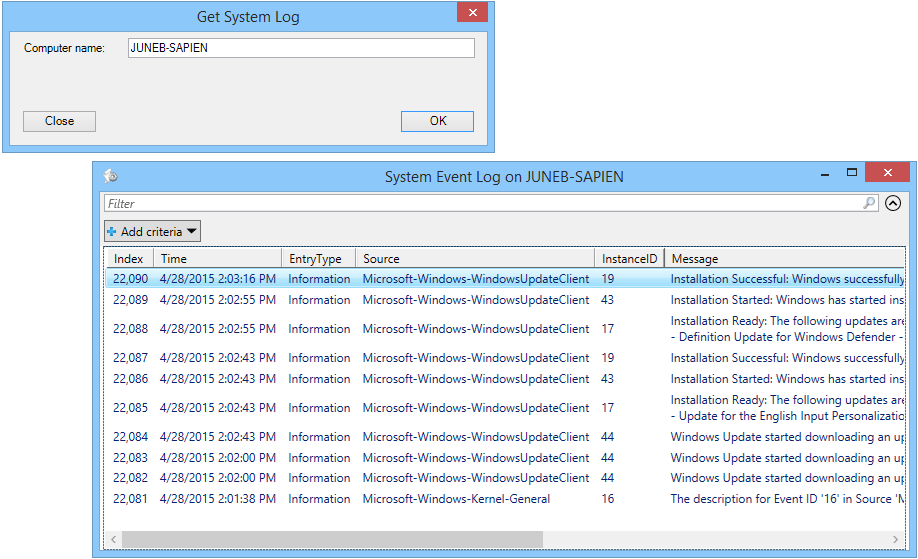 Get System Log
Computer name: JUNEB-SAPIEN
Close OK
System Event Log on JUNEB-SAPIEN
Filter
Add criteria
Index Time EntryType Source InstanceID Message
22,090 4/28/2015 2:03:16 PM Information Microsoft-Windows-WindowsUpdateClient 19 Installation Successful: Windows successfully
22,089 4/28/2015 2:02:55 PM Information Microsoft-Windows-WindowsUpdateClient 43 Installation Started: Windows has started ins
22,088 4/28/2015 2:02:55 PM Information Microsoft-Windows-WindowsUpdateClient 17 Installation Ready: The following updates are
- Definition Update for Windows Defender -
22,087 4/28/2015 2:02:43 PM Information Microsoft-Windows-WindowsUpdateClient 19 Installation Successful: Windows successfully
22,086 4/28/2015 2:02:43 PM Information Microsoft-Windows-WindowsUpdateClient 43 Installation Started: Windows has started ins
22,085 4/28/2015 2:02:43 PM Information Microsoft-Windows-WindowsUpdateClient 17 Installation Ready: The following updates are
- Update for the English Input Personalizatio
22,084 4/28/2015 2:02:43 PM Information Microsoft-Windows-WindowsUpdateClient 44 Windows Update started downloading an up
22,083 4/28/2015 2:02:00 PM Information Microsoft-Windows-WindowsUpdateClient 44 Windows Update started downloading an up
22,082 4/28/2015 2:02:00 PM Information Microsoft-Windows-WindowsUpdateClient 44 Windows Update started downloading an up
22,081 4/28/2015 2:01:38 PM Information Microsoft-Windows-Kernel-General 16 The description for Event ID '16' in Source 'M